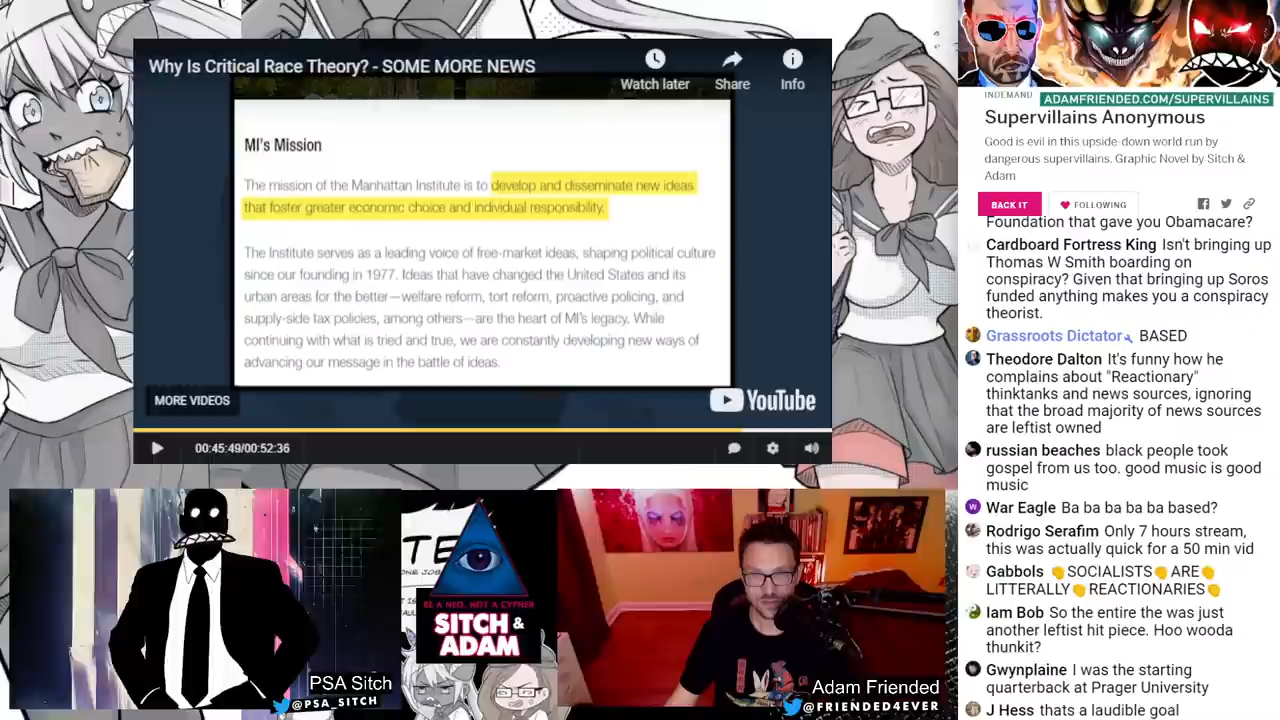 Why Is Critical Race Theory? - SOME MORE NEWS
Watch later
Share
Info
MI's Mission
The mission of the Manhattan Institute is to develop and disseminate new ideas
that foster greater economic choice and individual responsibility.
The Institute serves as a leading voice of free-market ideas, shaping political culture
since our founding in 1977. Ideas that have changed the United States and its
urban areas for the better—welfare reform, tort reform, proactive policing, and
supply-side tax policies, among others—are the heart of MI's legacy. While
continuing with what is tried and true, we are constantly developing new ways of
advancing our message in the battle of ideas.
MORE VIDEOS
YouTube
00:45:49/00:52:36
INDEMAND
ADAMFRIENDED.COM/SUPERVILLAINS
Supervillains Anonymous
Good is evil in this upside-down world run by
dangerous supervillains. Graphic Novel by Sitch &
Adam
BACK IT
FOLLOWING
Foundation that gave you Obamacare?
Cardboard Fortress King Isn't bringing up
Thomas W Smith boarding on
conspiracy? Given that bringing up Soros
funded anything makes you a conspiracy
theorist.
Grassroots Dictator BASED
Theodore Dalton It's funny how he
complains about "Reactionary"
thinktanks and news sources, ignoring
that the broad majority of news sources
are leftist owned
russian beaches black people took
gospel from us too. good music is good
music
W War Eagle Ba ba ba ba ba based?
Rodrigo Serafim Only 7 hours stream,
this was actually quick for a 50 min vid
Gabbols 👏SOCIALISTS👏ARE👏
LITTERALLY👏REACTIONARIES👏
Iam Bob So the entire the was just
another leftist hit piece. Hoo wooda
thunkit?
Gwynplaine I was the starting
quarterback at Prager University
J Hess thats a laudible goal
BE A NEO, NOT A CYPHER
SITCH &
ADAM
PSA Sitch
@PSA_SITCH
Adam Friended
@FRIENDED4EVER